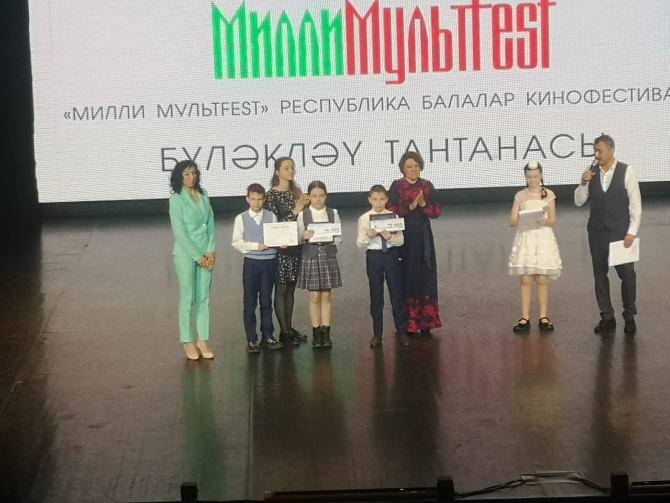 МиллиМультfest
«МИЛЛИ МУЛЬТFEST» РЕСПУБЛИКА БАЛАЛАР КИНОФЕСТИВА
БҮЛӘКЛӘҮ ТАНТАНАСЫ